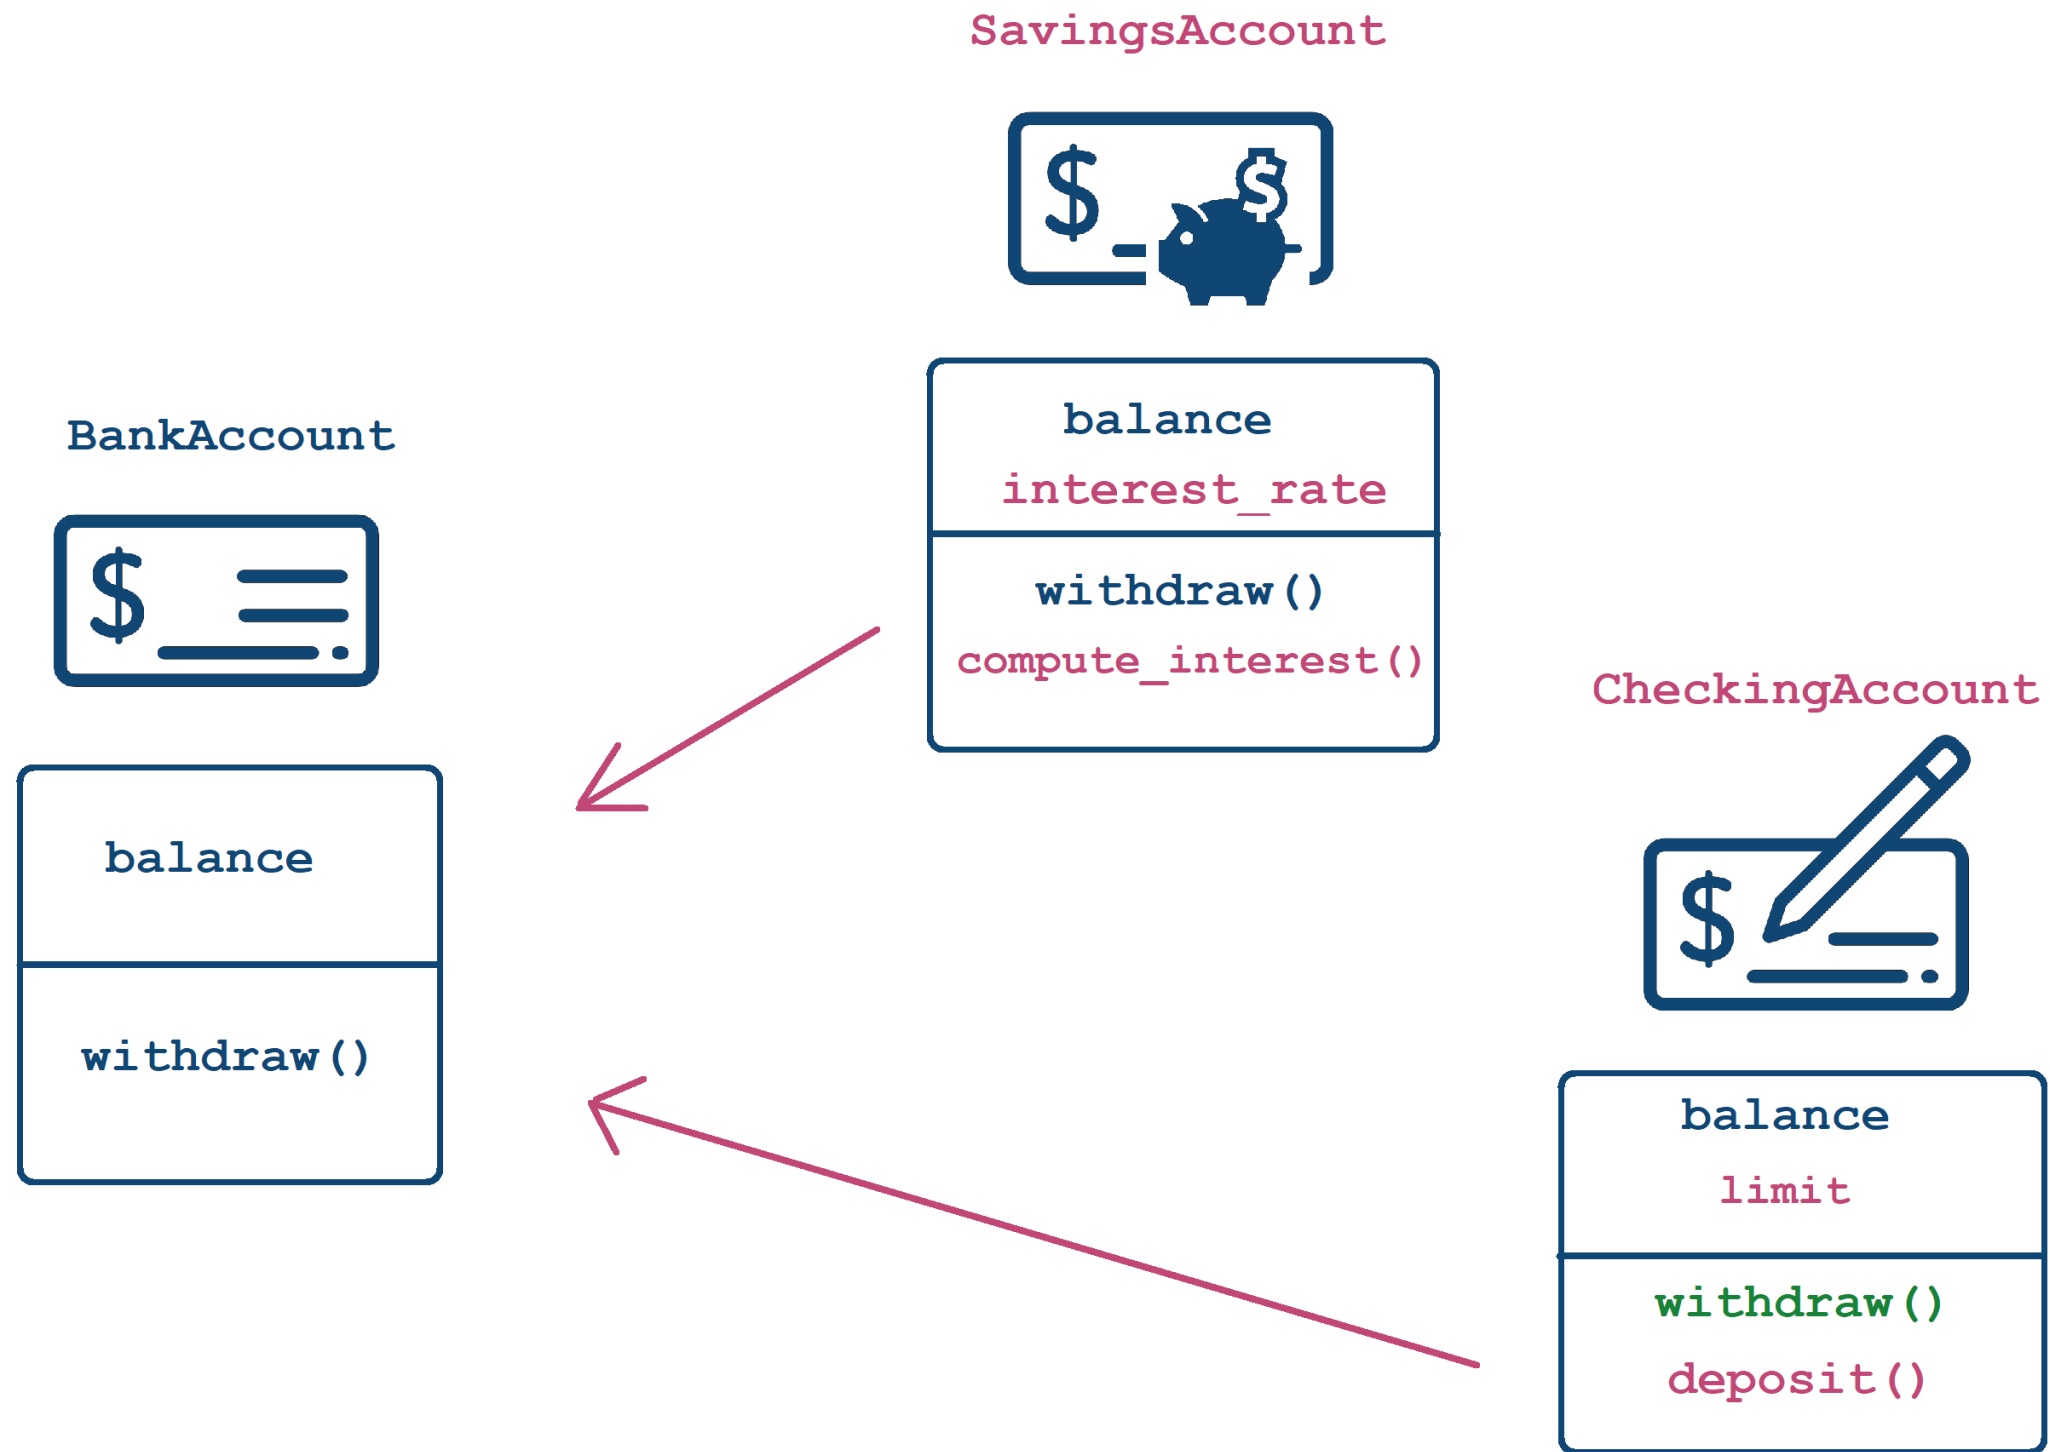 SavingsAccount
$
$
balance
interest_rate
withdraw()
compute_interest()
BankAccount
$
balance
withdraw()
CheckingAccount
$
balance
limit
withdraw()
deposit()